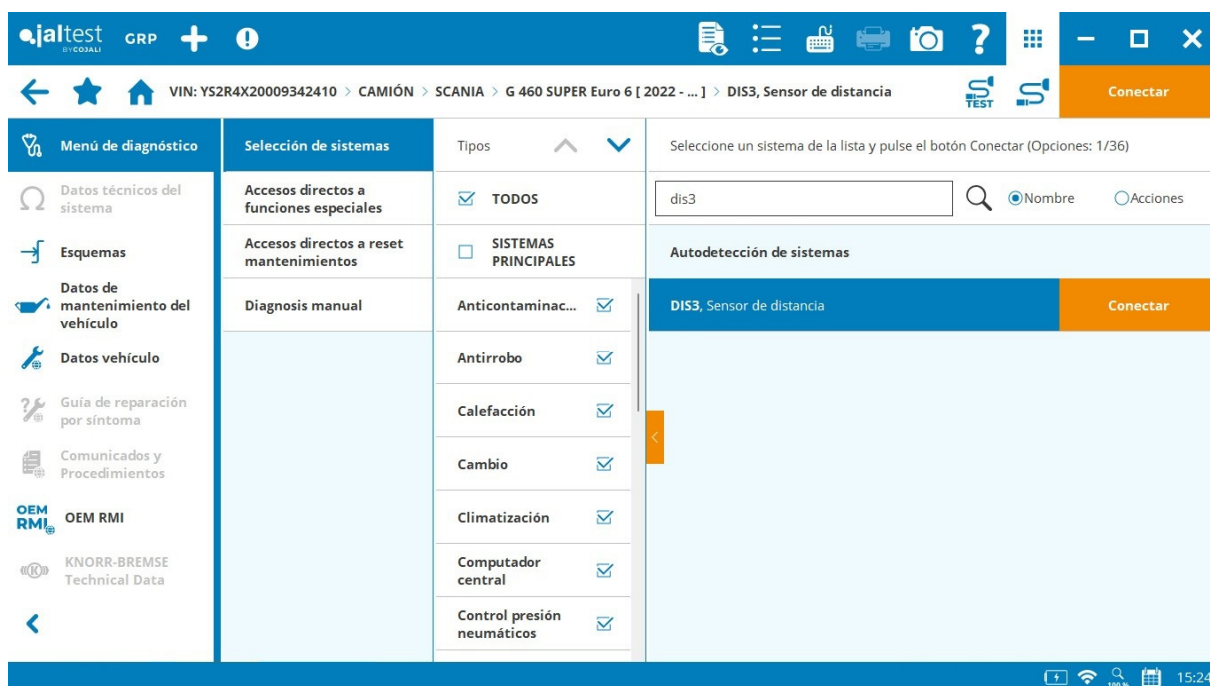 jaltest
BY COJALI
GRP
TEST
VIN: YS2R4X20009342410 > CAMIÓN > SCANIA > G 460 SUPER Euro 6 [ 2022 - ... ] > DIS3, Sensor de distancia
Conectar
Menú de diagnóstico
Datos técnicos del
sistema
Esquemas
Datos de
mantenimiento del
vehículo
Datos vehículo
Guía de reparación
por síntoma
Comunicados y
Procedimientos
OEM
RMI
OEM RMI
KNORR-BREMSE
Technical Data
Selección de sistemas
Accesos directos a
funciones especiales
Accesos directos a reset
mantenimientos
Diagnosis manual
Tipos
TODOS
SISTEMAS
PRINCIPALES
Anticontaminac...
Antirrobo
Calefacción
Cambio
Climatización
Computador
central
Control presión
neumáticos
Seleccione un sistema de la lista y pulse el botón Conectar (Opciones: 1/36)
dis3
Nombre
Acciones
Autodetección de sistemas
DIS3, Sensor de distancia
Conectar
100 %
15:24